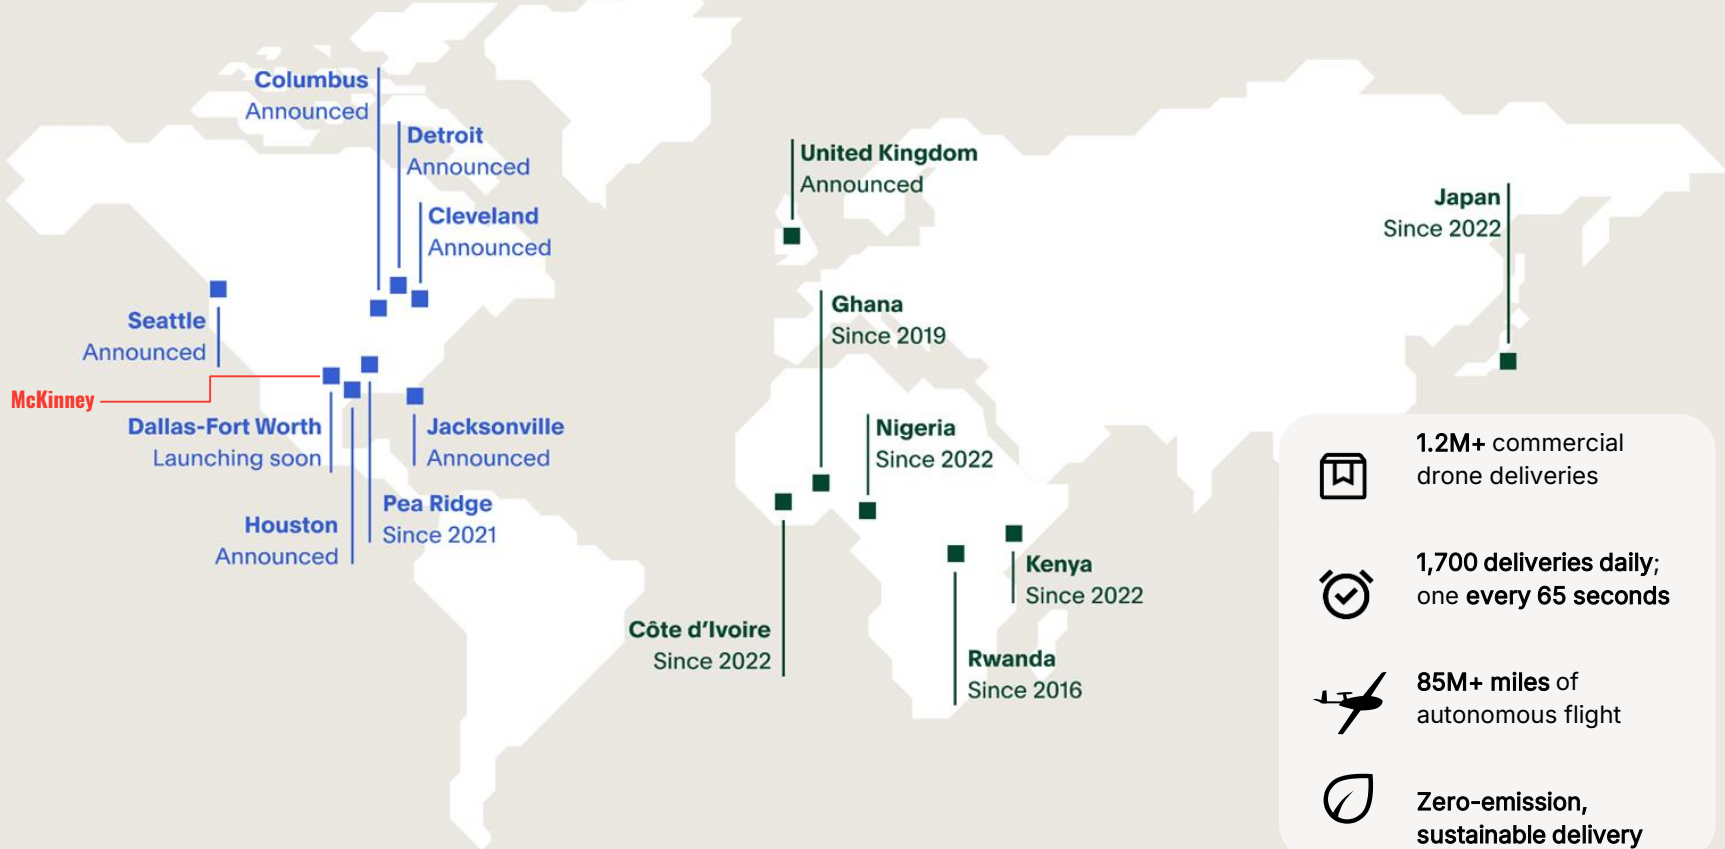 Columbus
Announced
Detroit
Announced
Cleveland
Announced
Seattle
Announced
McKinney
Dallas-Fort Worth
Launching soon
Jacksonville
Announced
Pea Ridge
Since 2021
Houston
Announced
United Kingdom
Announced
Japan
Since 2022
Ghana
Since 2019
Nigeria
Since 2022
Kenya
Since 2022
Côte d’Ivoire
Since 2022
Rwanda
Since 2016
1.2M+ commercial
drone deliveries
1,700 deliveries daily;
one every 65 seconds
85M+ miles of
autonomous flight
Zero-emission,
sustainable delivery